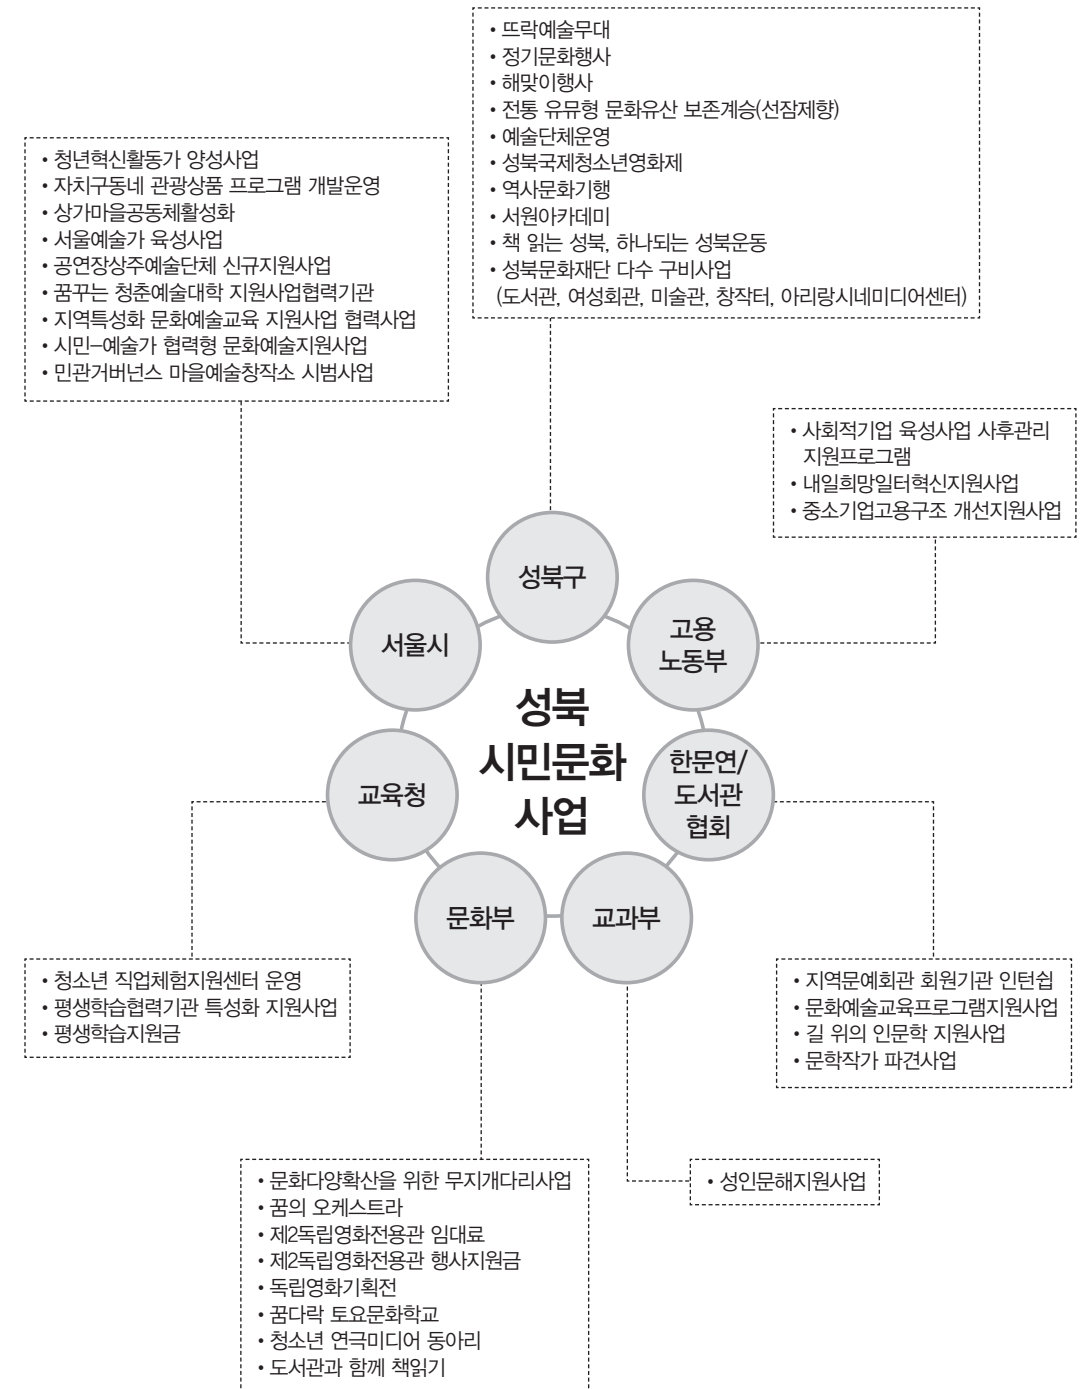 • 뜨락예술무대
• 정기문화행사
• 해맞이행사
• 전통 유뮤형 문화유산 보존계승(선잠제향)
• 예술단체운영
• 성북국제청소년영화제
• 역사문화기행
• 서원아카데미
• 책 읽는 성북, 하나되는 성북운동
• 성북문화재단 다수 구비사업
(도서관, 여성회관, 미술관, 창작터, 아리랑시네미디어센터)
• 청년혁신활동가 양성사업
• 자치구동네 관광상품 프로그램 개발운영
• 상가마을공동체활성화
• 서울예술가 육성사업
• 공연장상주예술단체 신규지원사업
• 꿈꾸는 청춘예술대학 지원사업협력기관
• 지역특성화 문화예술교육 지원사업 협력사업
• 시민–예술가 협력형 문화예술지원사업
• 민관거버넌스 마을예술창작소 시범사업
• 사회적기업 육성사업 사후관리
지원프로그램
• 내일희망일터혁신지원사업
• 중소기업고용구조 개선지원사업
성북구
서울시
고용
노동부
성북
시민문화
사업
교육청
한문연/
도서관
협회
문화부
교과부
• 청소년 직업체험지원센터 운영
• 평생학습협력기관 특성화 지원사업
• 평생학습지원금
• 지역문예회관 회원기관 인턴쉽
• 문화예술교육프로그램지원사업
• 길 위의 인문학 지원사업
• 문학작가 파견사업
• 문화다양확산을 위한 무지개다리사업
• 꿈의 오케스트라
• 제2독립영화전용관 임대료
• 제2독립영화전용관 행사지원금
• 독립영화기획전
• 꿈다락 토요문화학교
• 청소년 연극미디어 동아리
• 도서관과 함께 책읽기
• 성인문해지원사업